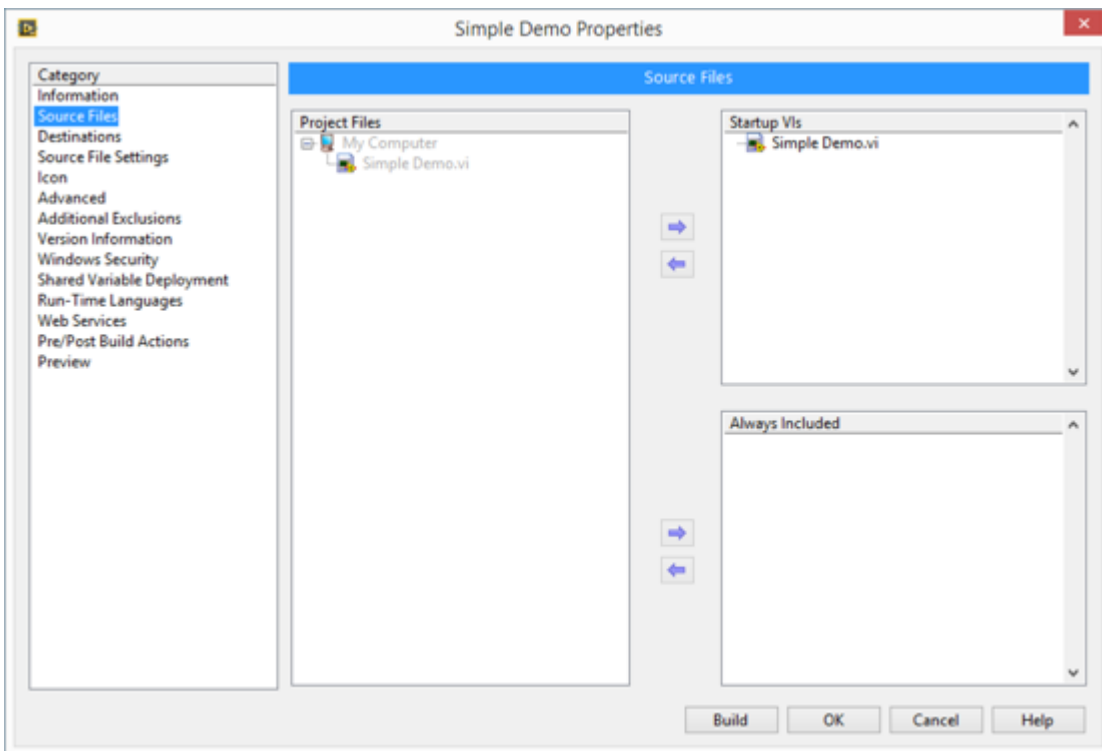 Simple Demo Properties
Category
Information
Source Files
Destinations
Source File Settings
Icon
Advanced
Additional Exclusions
Version Information
Windows Security
Shared Variable Deployment
Run-Time Languages
Web Services
Pre/Post Build Actions
Preview
Source Files
Project Files
My Computer
Simple Demo.vi
Startup VIs
Simple Demo.vi
Always Included
Build
OK
Cancel
Help